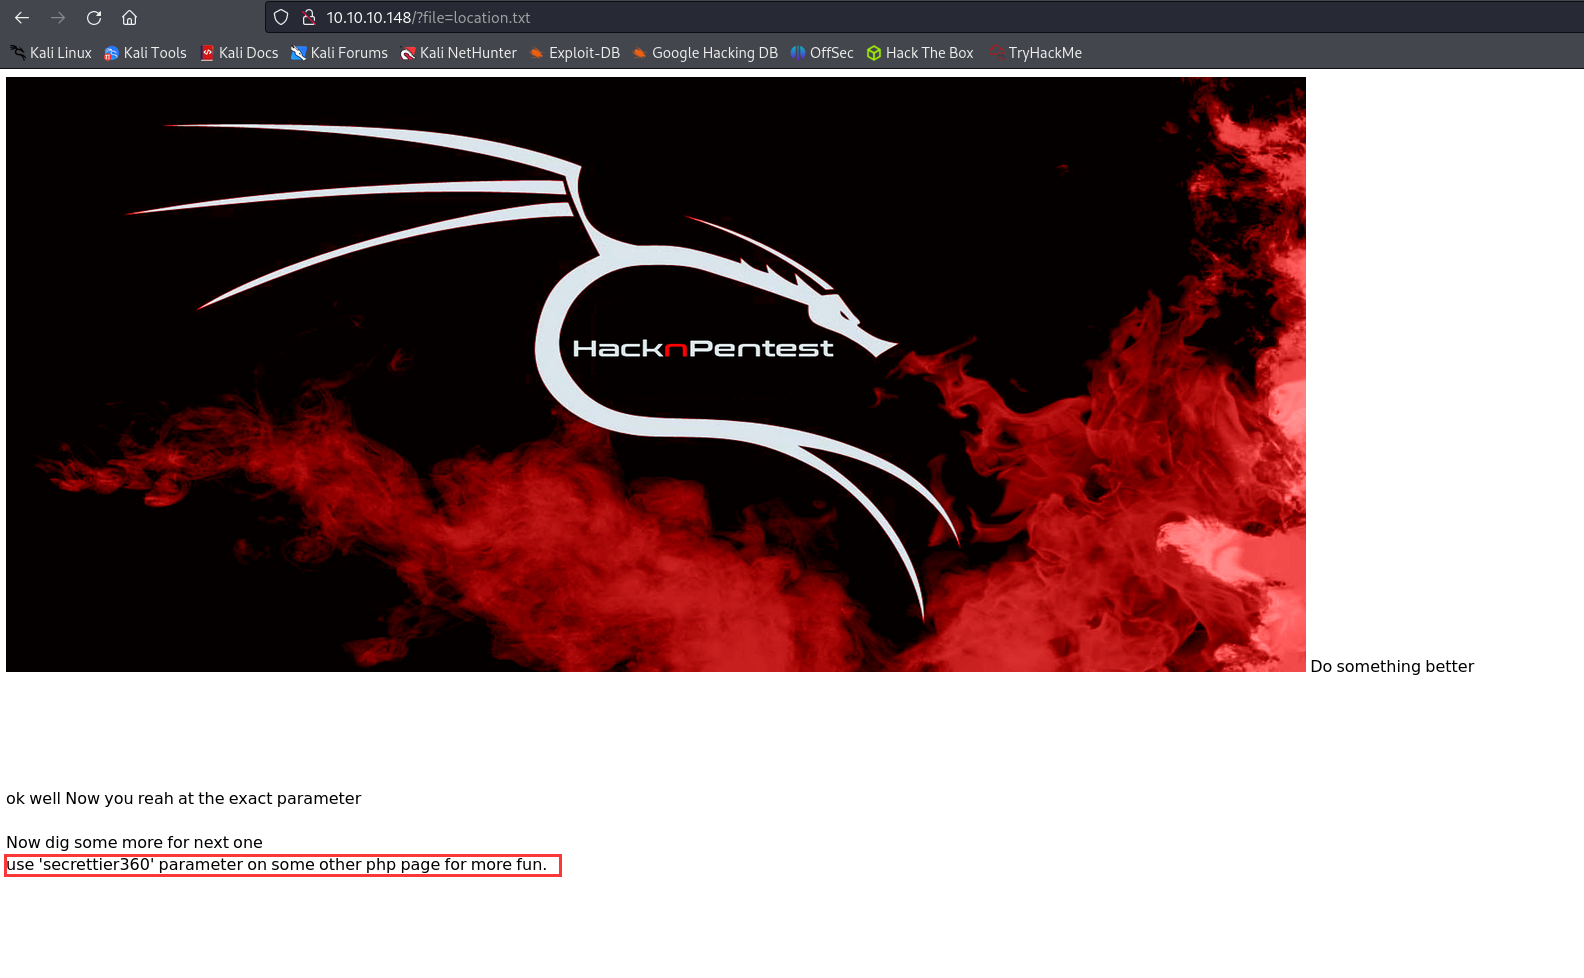 10.10.10.148/?file=location.txt
Kali Linux Kali Tools Kali Docs Kali Forums Kali NetHunter Exploit-DB Google Hacking DB OffSec Hack The Box TryHackMe
HacknPentest
Do something better
ok well Now you reah at the exact parameter
Now dig some more for next one
use 'secrettier360' parameter on some other php page for more fun.